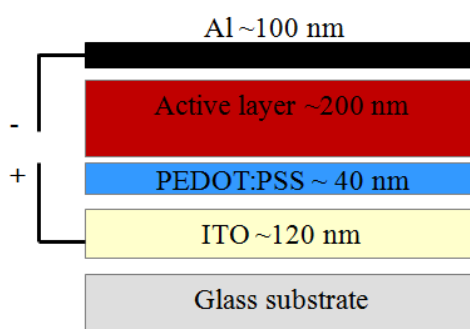 Al ~100 nm
Active layer ~200 nm
-
+
PEDOT:PSS ~ 40 nm
ITO ~120 nm
Glass substrate